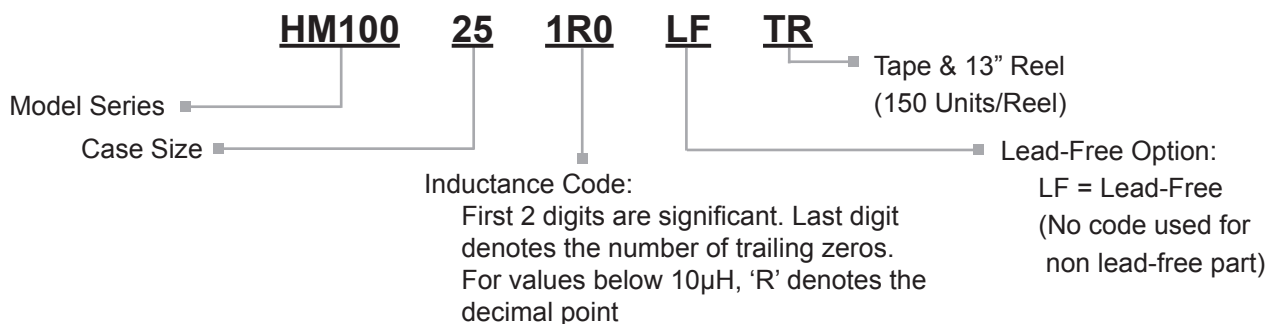 HM100 25 1R0 LF TR
Tape & 13” Reel
(150 Units/Reel)
Model Series
Case Size
Lead-Free Option:
LF = Lead-Free
(No code used for
non lead-free part)
Inductance Code:
First 2 digits are significant. Last digit
denotes the number of trailing zeros.
For values below 10µH, ‘R’ denotes the
decimal point